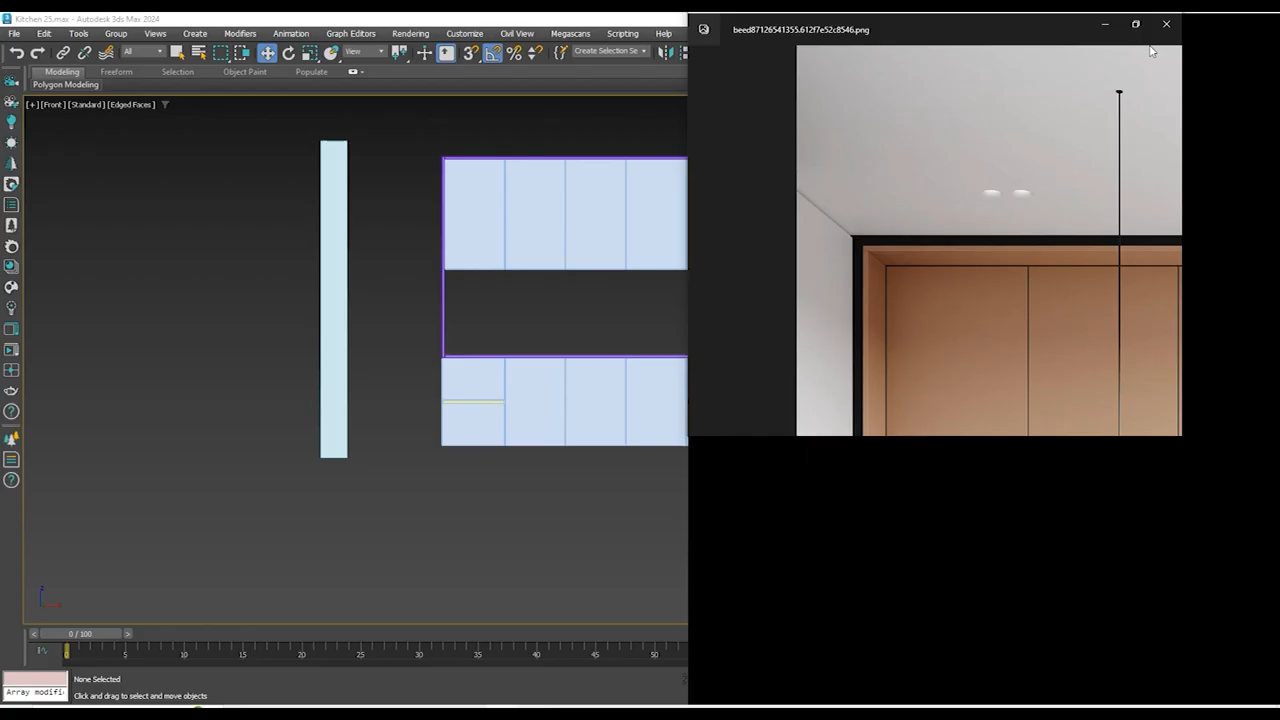 Kitchen 25.max - Autodesk 3ds Max 2024
File Edit Tools Group Views Create Modifiers Animation Graph Editors Rendering Customize Civil View Megascans Scripting Help
All View Create Selection Se
Modeling Freeform Selection Object Paint Populate
Polygon Modeling
[+] [Front] [Standard] [Edged Faces]
beed87126541355.612f7e52c8546.png
z
< 0 / 100 >
0 5 10 15 20 25 30 35 40 45 50
None Selected
Array modifi
Click and drag to select and move objects